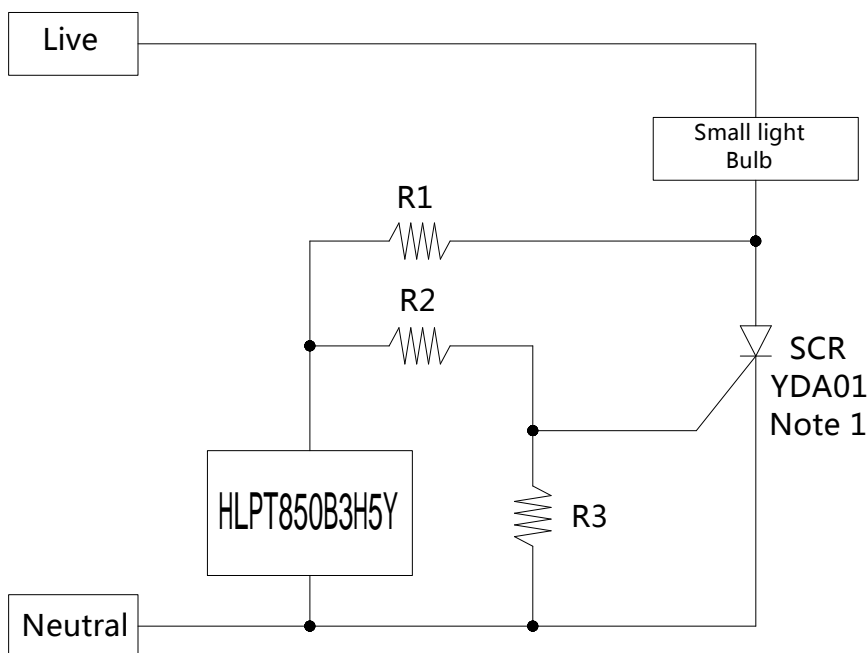 Live
Small light
Bulb
R1
R2
SCR
YDA01
Note 1
HLPT850B3H5Y
R3
Neutral